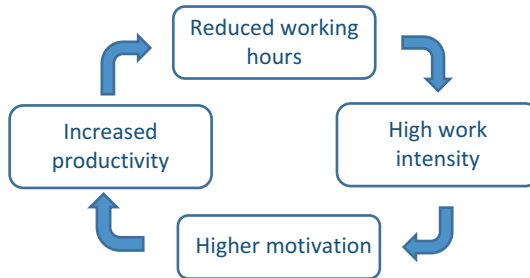 Reduced working
hours
High work
intensity
Higher motivation
Increased
productivity